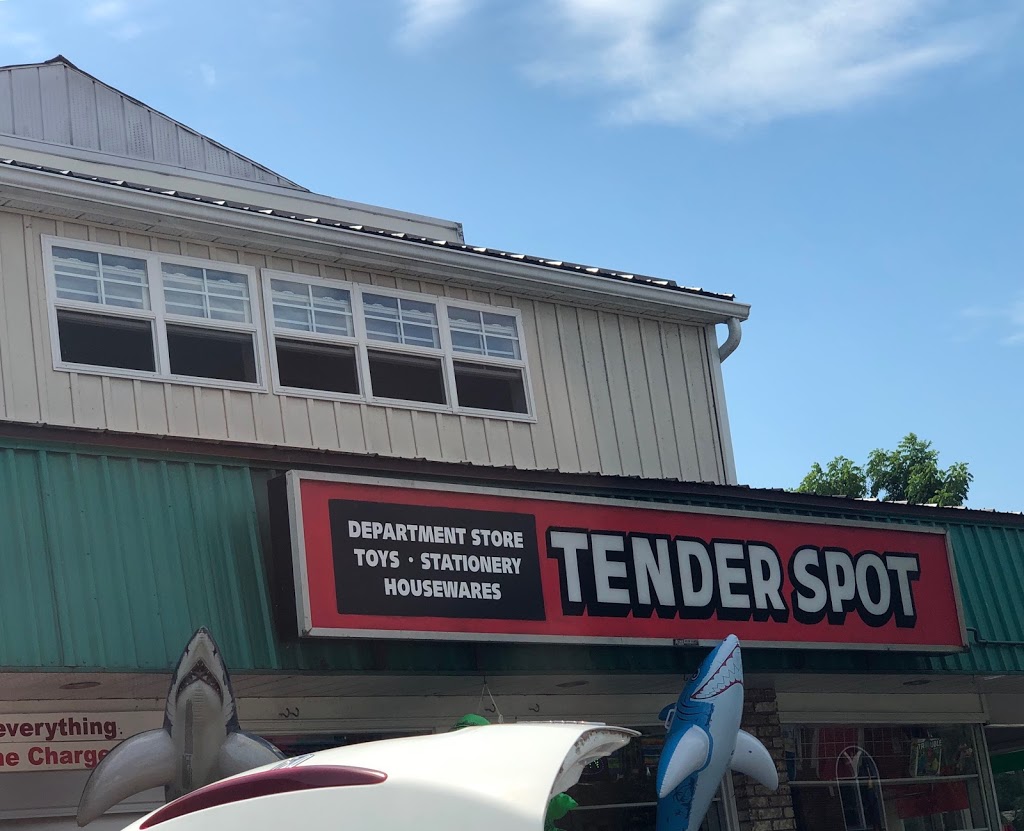 DEPARTMENT STORE
TOYS · STATIONERY
HOUSEWARES
TENDER SPOT
everything.
he Charge